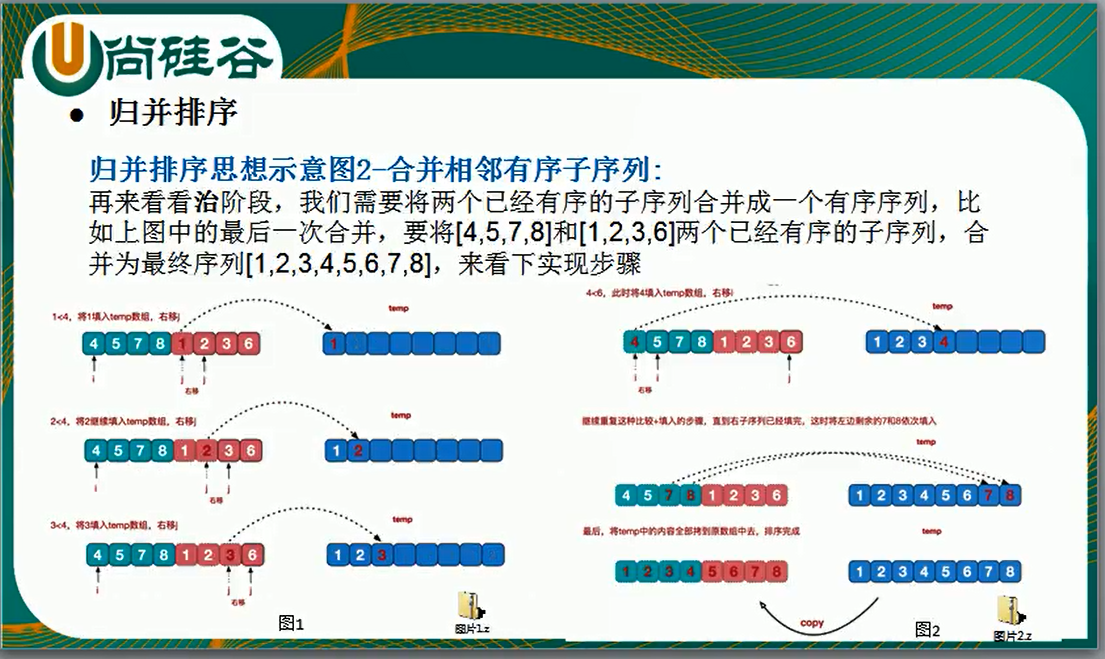 尚硅谷
● 归并排序
归并排序思想示意图2-合并相邻有序子序列:
再来看看治阶段，我们需要将两个已经有序的子序列合并成一个有序序列，比
如上图中的最后一次合并，要将[4,5,7,8]和[1,2,3,6]两个已经有序的子序列，合
并为最终序列[1,2,3,4,5,6,7,8]，来看下实现步骤
1<4，将1填入temp数组，右移j
temp
4 5 7 8 1 2 3 6
1
i
j
j
右移
2<4，将2继续填入temp数组，右移j
temp
4 5 7 8 1 2 3 6
1 2
i
j
j
右移
3<4，将3填入temp数组，右移j
temp
4 5 7 8 1 2 3 6
1 2 3
i
j
j
右移
图1
图片1.z
4<6，此时将4填入temp数组，右移i
temp
4 5 7 8 1 2 3 6
1 2 3 4
i
i
j
右移
继续重复这种比较+填入的步骤，直到右子序列已经填完，这时将左边剩余的7和8依次填入
temp
4 5 7 8 1 2 3 6
1 2 3 4 5 6 7 8
最后，将temp中的内容全部拷到原数组中去，排序完成
temp
1 2 3 4 5 6 7 8
1 2 3 4 5 6 7 8
copy
图2
图片2.z